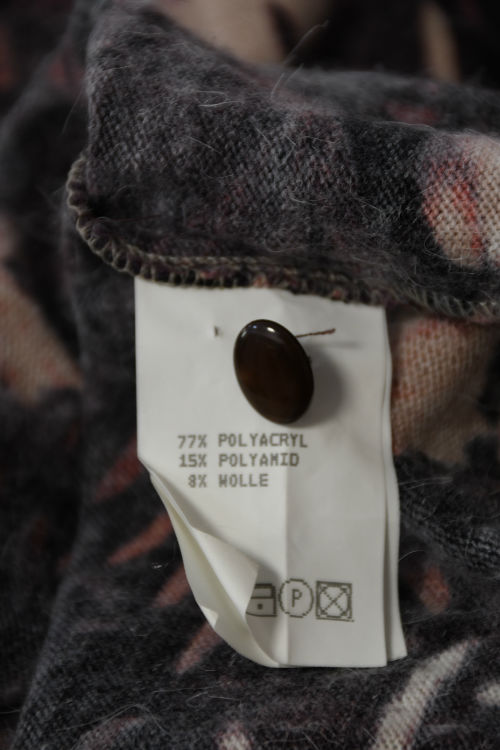 77% POLYACRYL
15% POLYAMID
8% WOLLE
P